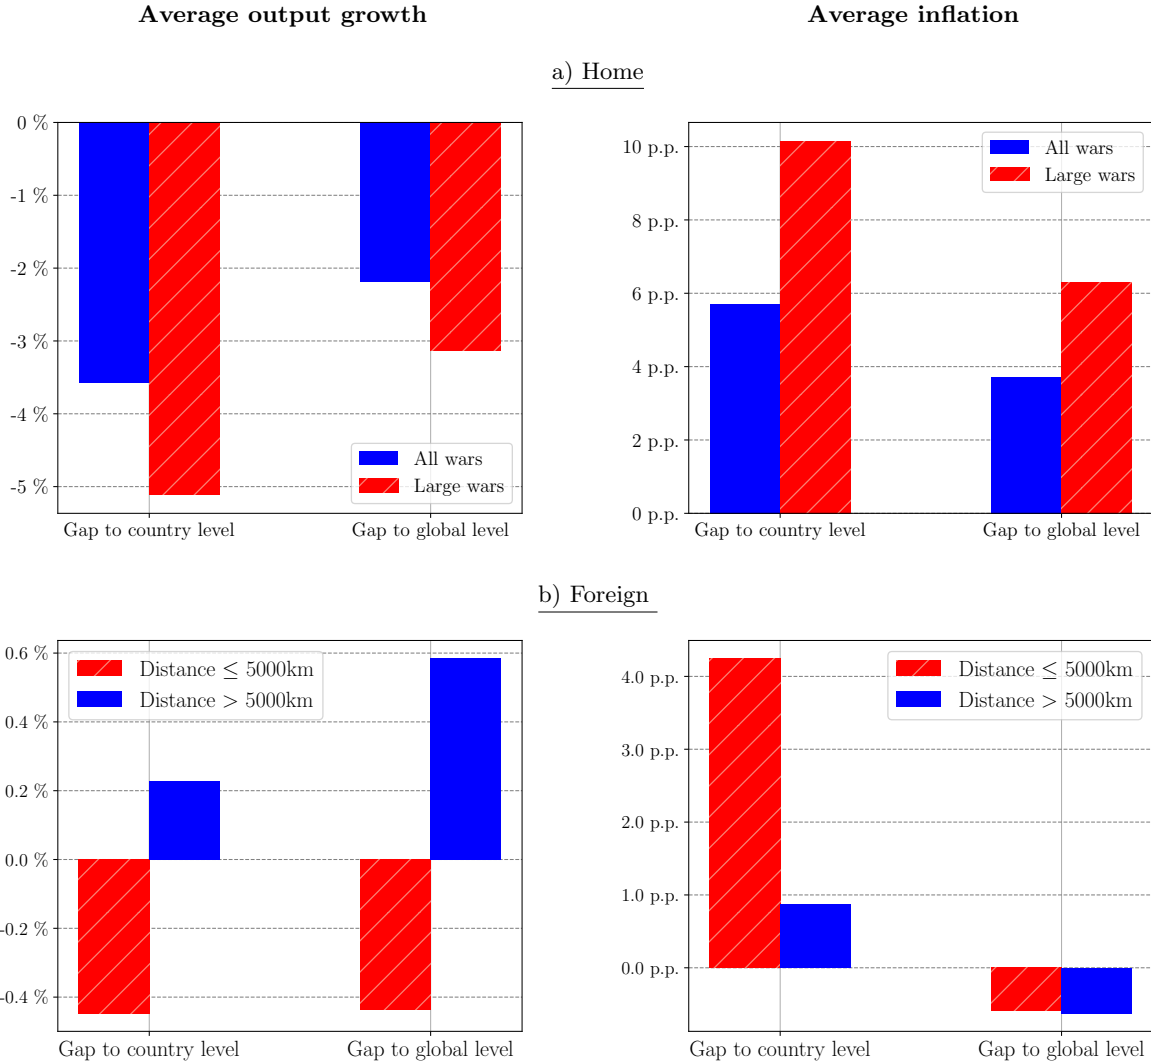 Average output growth
Average inflation
a) Home
0 %
-1 %
-2 %
-3 %
-4 %
-5 %
All wars
Large wars
Gap to country level
Gap to global level
10 p.p.
8 p.p.
6 p.p.
4 p.p.
2 p.p.
0 p.p.
All wars
Large wars
Gap to country level
Gap to global level
b) Foreign
0.6 %
0.4 %
0.2 %
0.0 %
-0.2 %
-0.4 %
Distance ≤ 5000km
Distance > 5000km
Gap to country level
Gap to global level
4.0 p.p.
3.0 p.p.
2.0 p.p.
1.0 p.p.
0.0 p.p.
Distance ≤ 5000km
Distance > 5000km
Gap to country level
Gap to global level